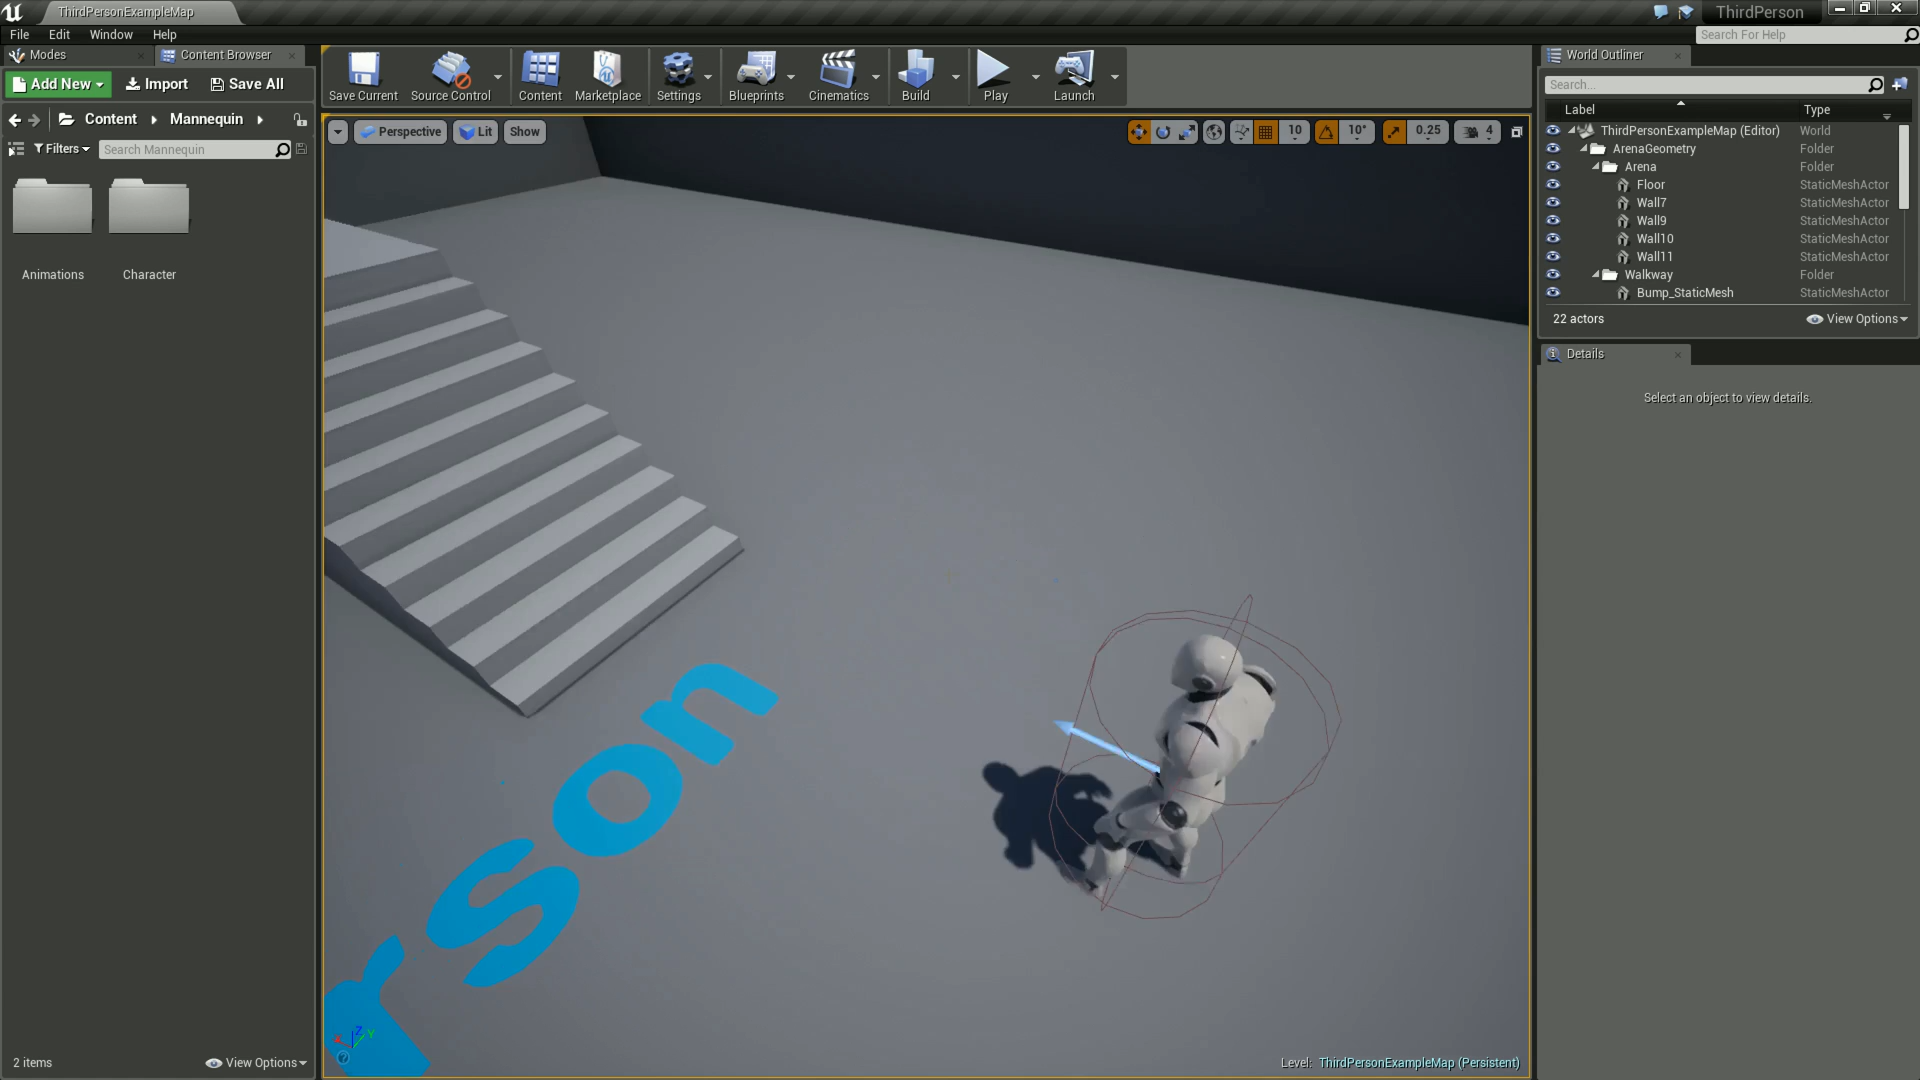 ThirdPersonExampleMap
ThirdPerson
File Edit Window Help
Search For Help
Modes
Content Browser
Add New
Import
Save All
Content
Mannequin
Filters
Search Mannequin
Animations
Character
2 items
View Options
Save Current
Source Control
Content
Marketplace
Settings
Blueprints
Cinematics
Build
Play
Launch
Perspective
Lit
Show
10
10°
0.25
4
rson
X
Z
Y
Level: ThirdPersonExampleMap (Persistent)
World Outliner
Search...
Label Type
ThirdPersonExampleMap (Editor) World
ArenaGeometry Folder
Arena Folder
Floor StaticMeshActor
Wall7 StaticMeshActor
Wall9 StaticMeshActor
Wall10 StaticMeshActor
Wall11 StaticMeshActor
Walkway Folder
Bump_StaticMesh StaticMeshActor
22 actors
View Options
Details
Select an object to view details.